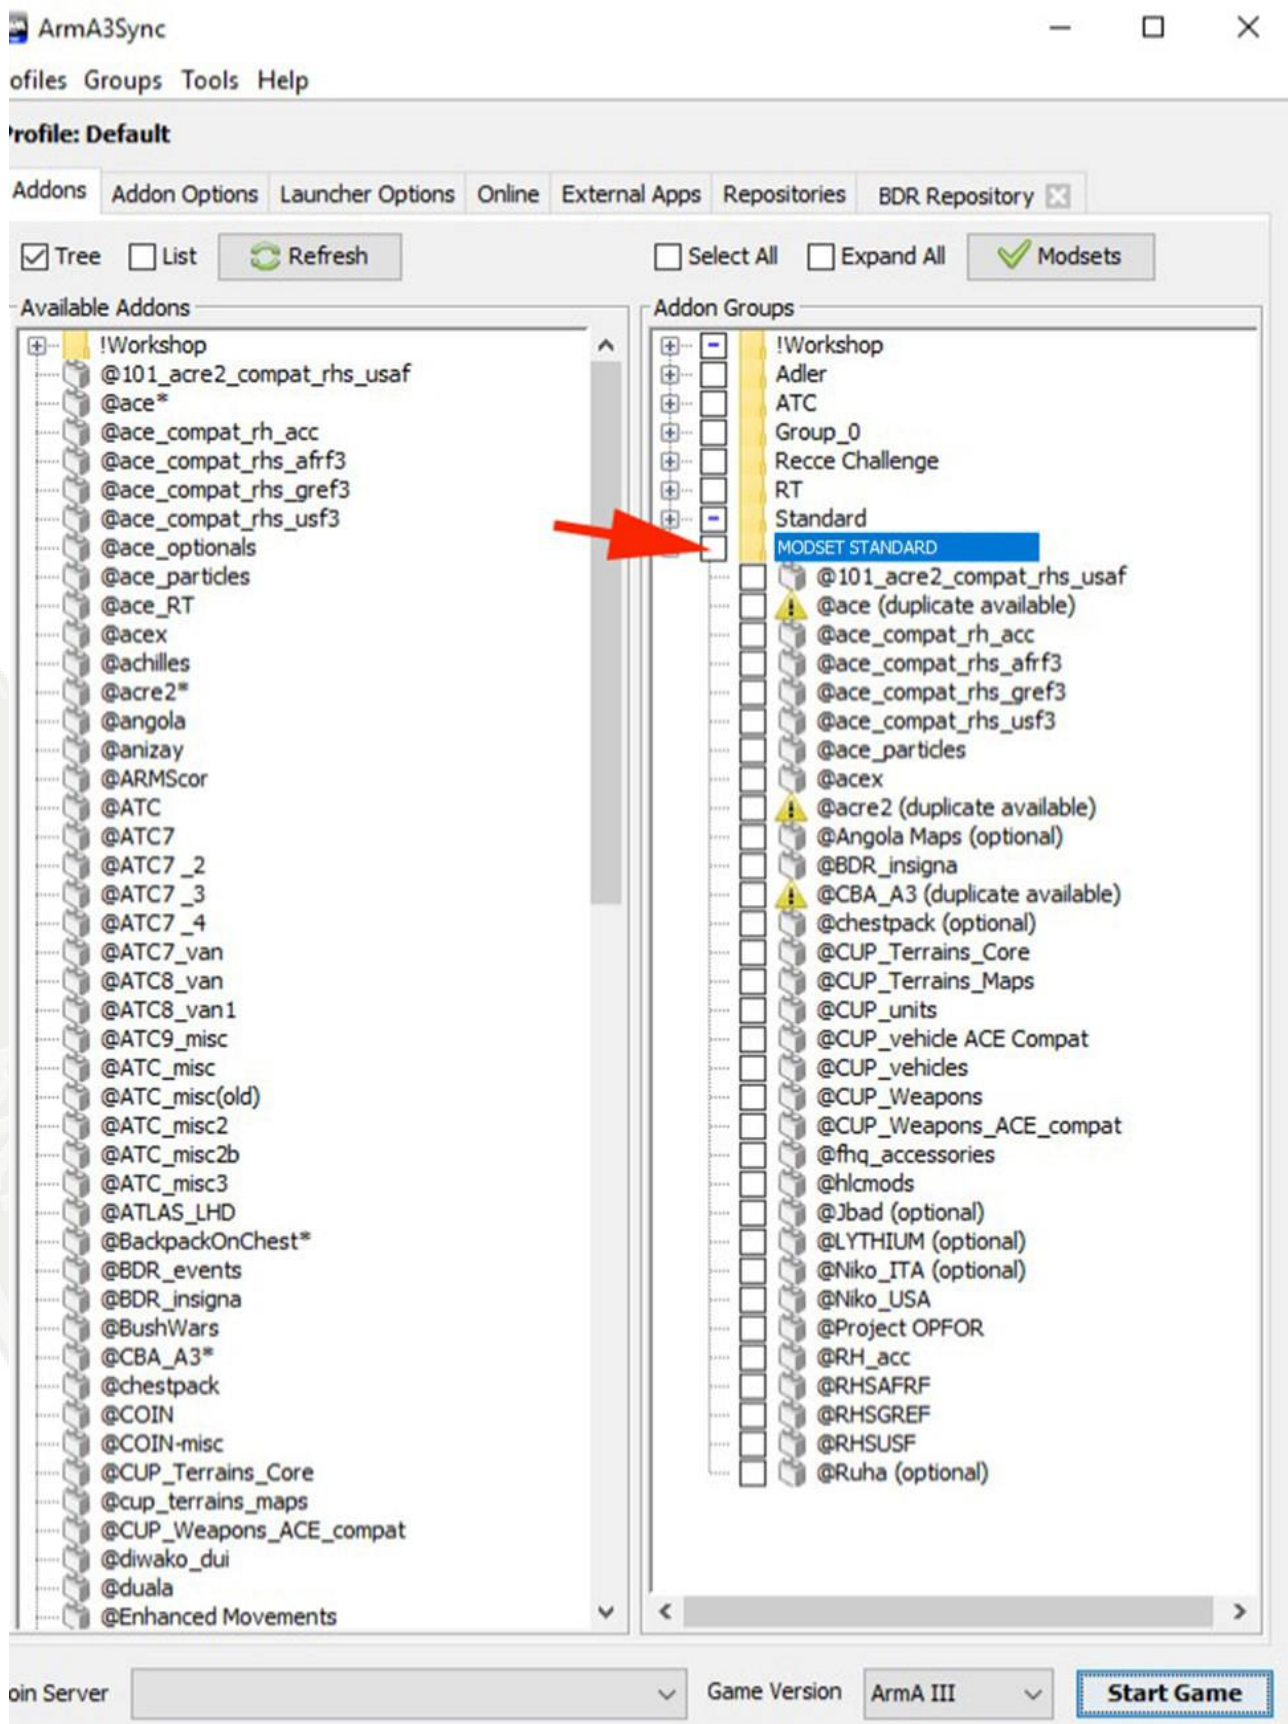 ArmA3Sync
ofiles Groups Tools Help
rofile: Default
Addons Addon Options Launcher Options Online External Apps Repositories BDR Repository
Tree List Refresh Select All Expand All Modsets
Available Addons
!Workshop
@101_acre2_compat_rhs_usaf
@ace*
@ace_compat_rh_acc
@ace_compat_rhs_afrf3
@ace_compat_rhs_gref3
@ace_compat_rhs_usf3
@ace_optionals
@ace_particles
@ace_RT
@acex
@achilles
@acre2*
@angola
@anizay
@ARMScor
@ATC
@ATC7
@ATC7 _2
@ATC7 _3
@ATC7 _4
@ATC7_van
@ATC8_van
@ATC8_van1
@ATC9_misc
@ATC_misc
@ATC_misc(old)
@ATC_misc2
@ATC_misc2b
@ATC_misc3
@ATLAS_LHD
@BackpackOnChest*
@BDR_events
@BDR_insigna
@BushWars
@CBA_A3*
@chestpack
@COIN
@COIN-misc
@CUP_Terrains_Core
@cup_terrains_maps
@CUP_Weapons_ACE_compat
@diwako_dui
@duala
@Enhanced Movements
Addon Groups
!Workshop
Adler
ATC
Group_0
Recce Challenge
RT
Standard
MODSET STANDARD
@101_acre2_compat_rhs_usaf
@ace (duplicate available)
@ace_compat_rh_acc
@ace_compat_rhs_afrf3
@ace_compat_rhs_gref3
@ace_compat_rhs_usf3
@ace_particles
@acex
@acre2 (duplicate available)
@Angola Maps (optional)
@BDR_insigna
@CBA_A3 (duplicate available)
@chestpack (optional)
@CUP_Terrains_Core
@CUP_Terrains_Maps
@CUP_units
@CUP_vehicle ACE Compat
@CUP_vehicles
@CUP_Weapons
@CUP_Weapons_ACE_compat
@fhq_accessories
@hlcmods
@Jbad (optional)
@LYTHIUM (optional)
@Niko_ITA (optional)
@Niko_USA
@Project OPFOR
@RH_acc
@RHSAFRF
@RHSGREF
@RHSUSF
@Ruha (optional)
oin Server Game Version ArmA III Start Game